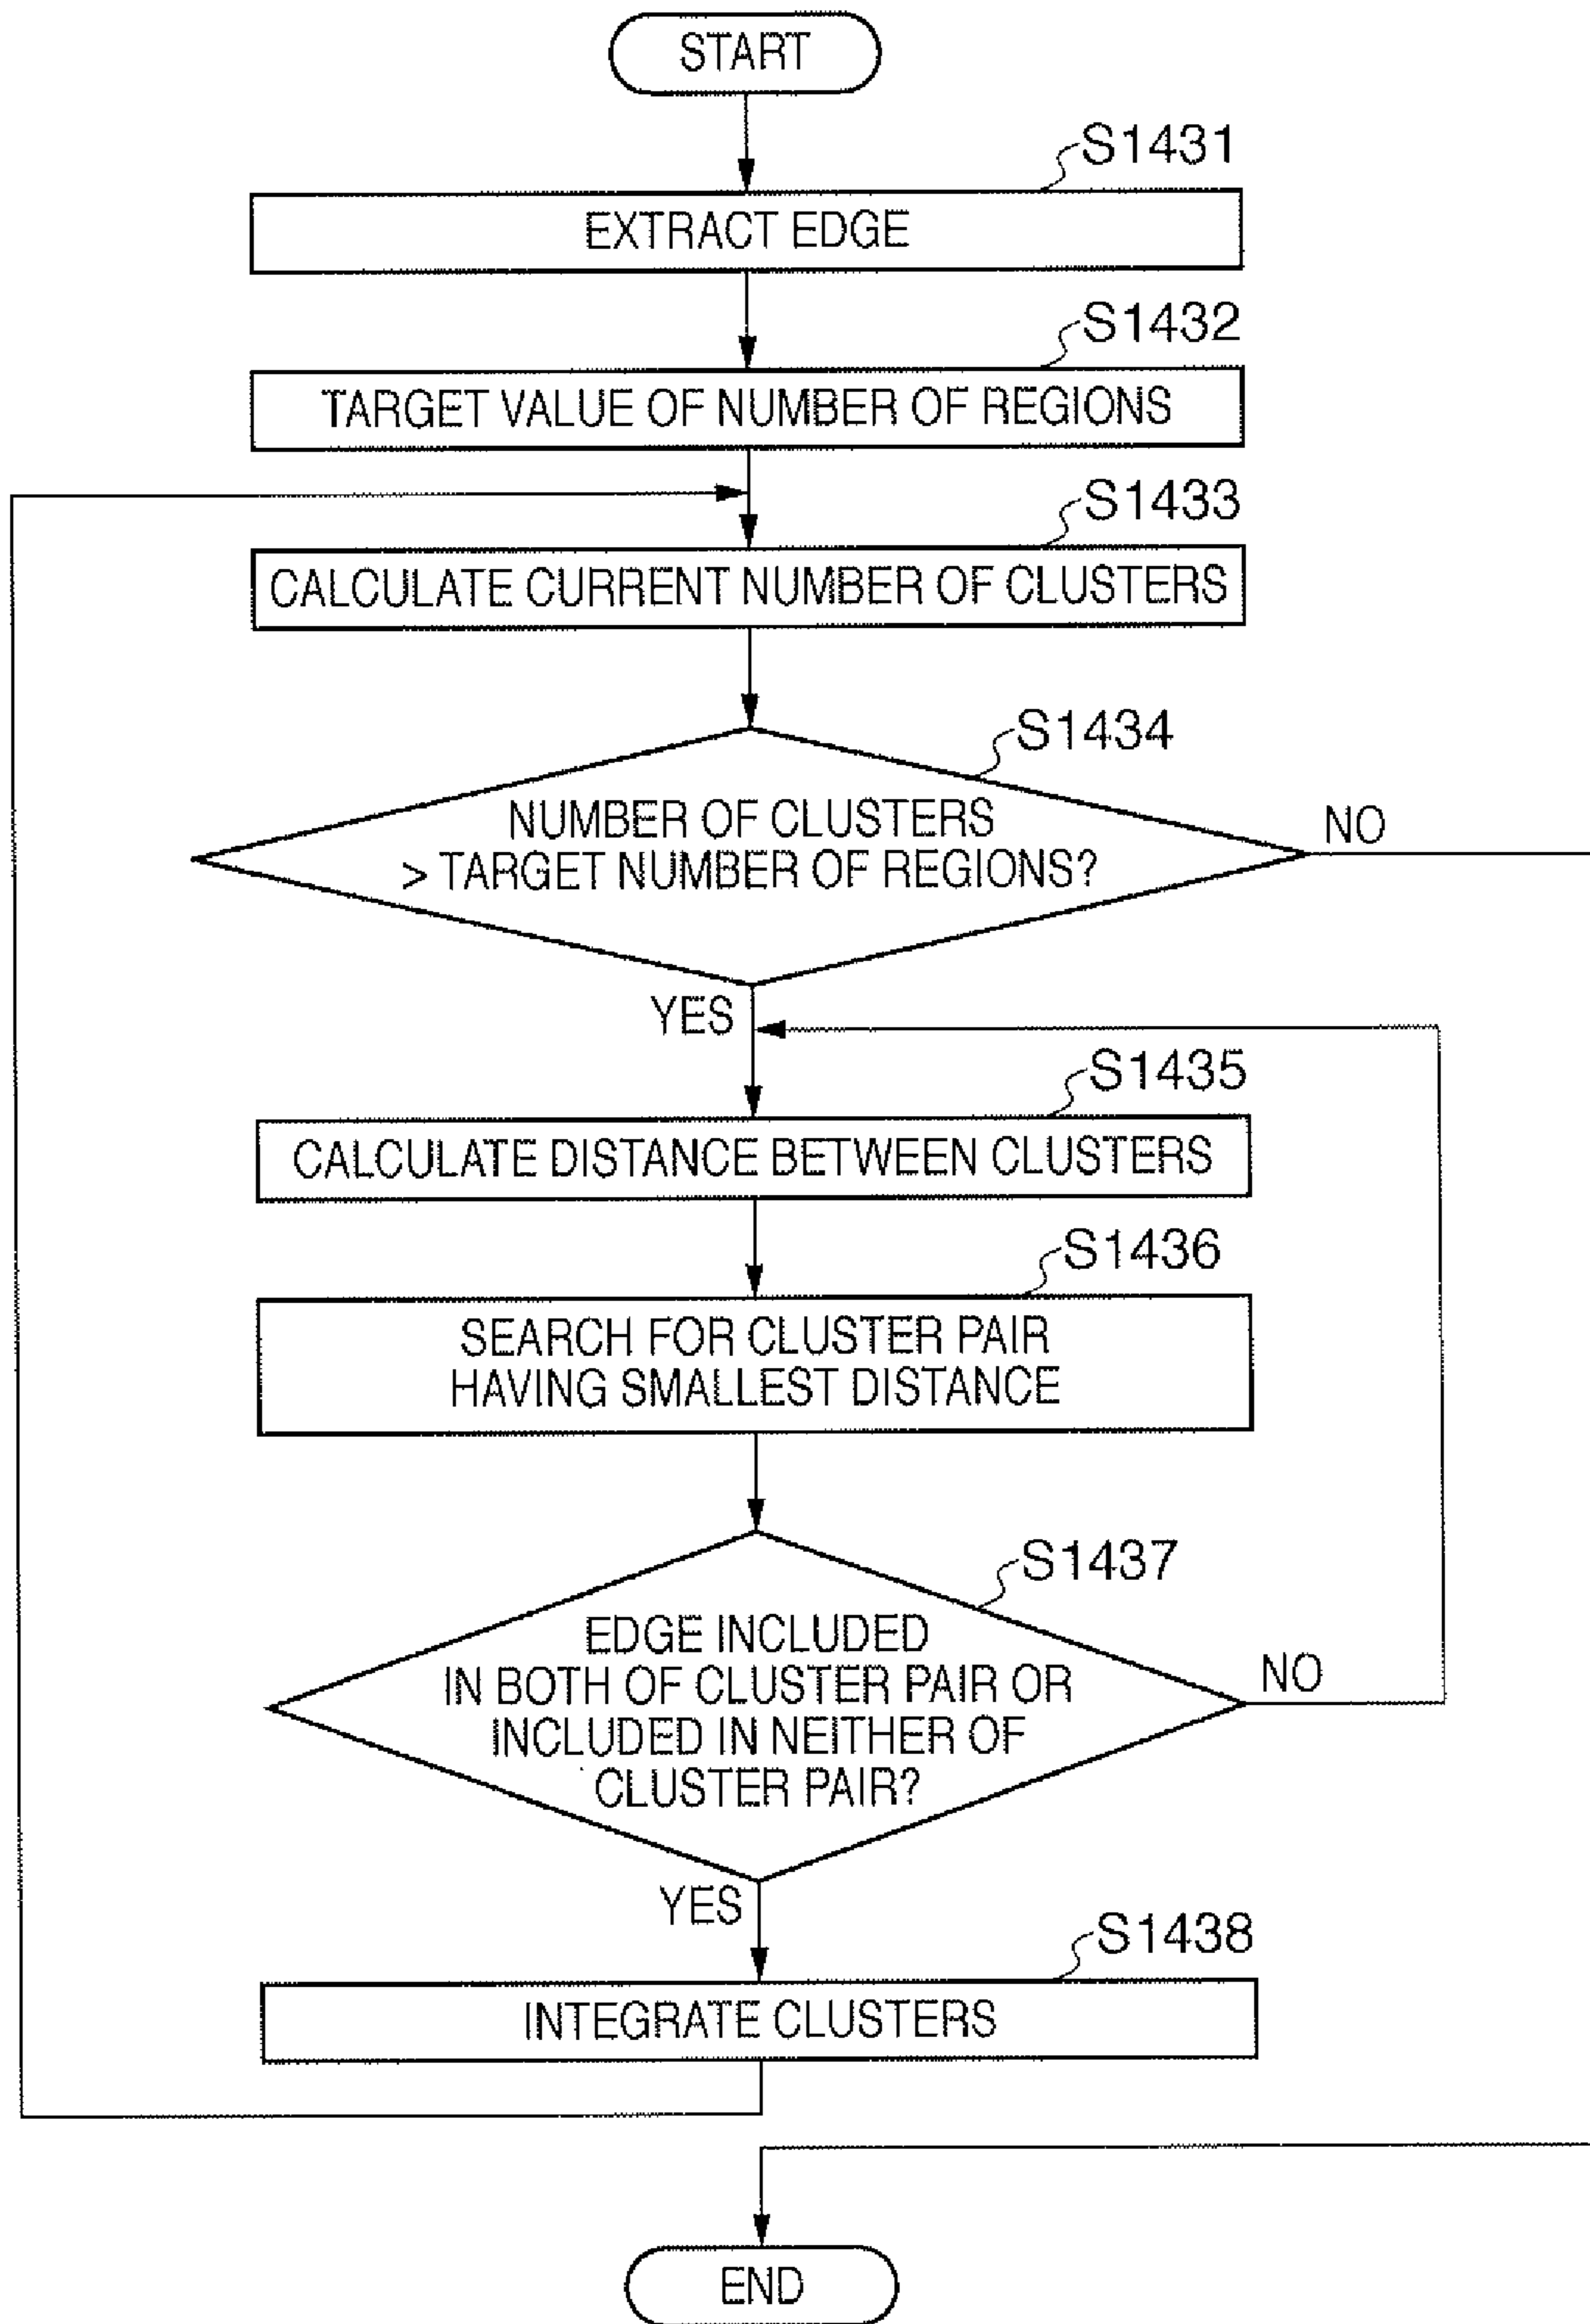 START
S1431
EXTRACT EDGE
S1432
TARGET VALUE OF NUMBER OF REGIONS
S1433
CALCULATE CURRENT NUMBER OF CLUSTERS
S1434
NUMBER OF CLUSTERS
> TARGET NUMBER OF REGIONS?
NO
YES
S1435
CALCULATE DISTANCE BETWEEN CLUSTERS
S1436
SEARCH FOR CLUSTER PAIR
HAVING SMALLEST DISTANCE
S1437
EDGE INCLUDED
IN BOTH OF CLUSTER PAIR OR
INCLUDED IN NEITHER OF
CLUSTER PAIR?
NO
YES
S1438
INTEGRATE CLUSTERS
END